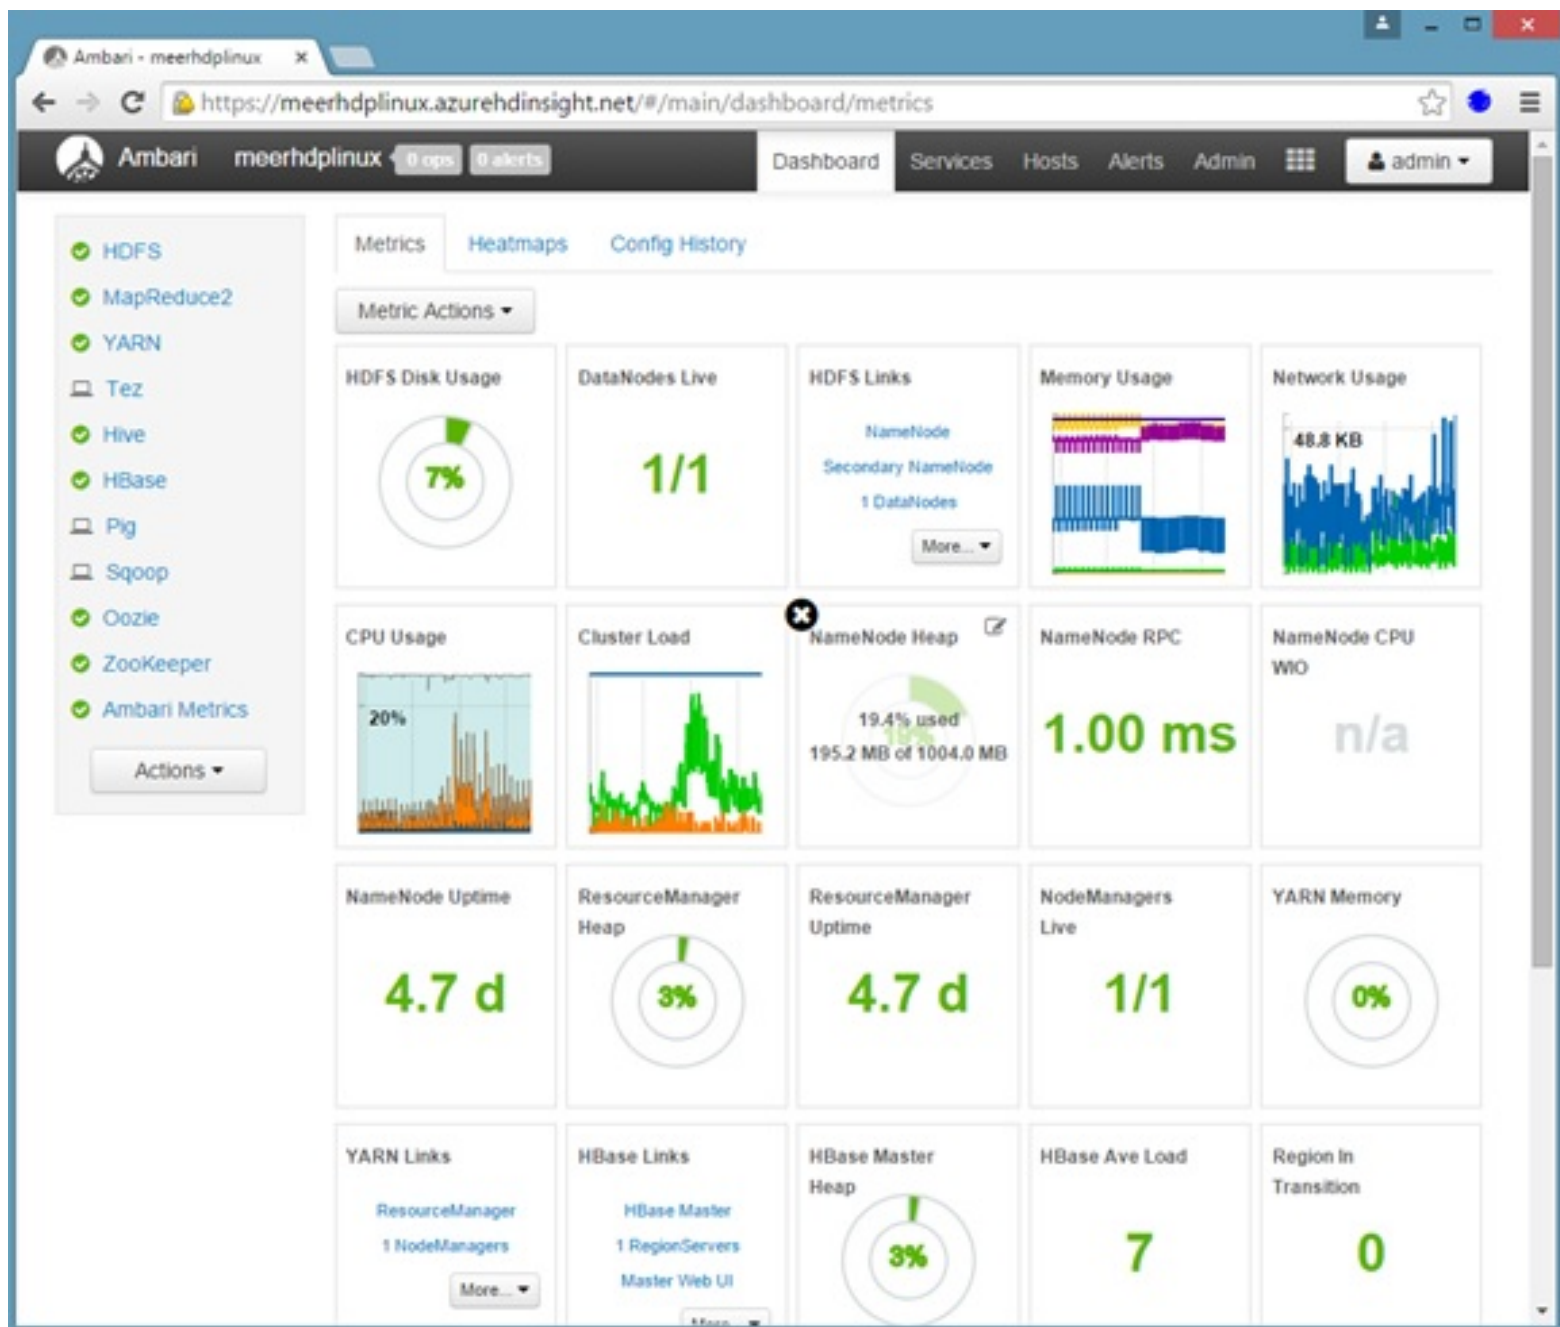 Ambari - meerhdplinux
https://meerhdplinux.azurehdinsight.net/#/main/dashboard/metrics
Ambari meerhdplinux 0 ops 0 alerts Dashboard Services Hosts Alerts Admin admin
HDFS
MapReduce2
YARN
Tez
Hive
HBase
Pig
Sqoop
Oozie
ZooKeeper
Ambari Metrics
Actions
Metrics Heatmaps Config History
Metric Actions
HDFS Disk Usage
7%
DataNodes Live
1/1
HDFS Links
NameNode
Secondary NameNode
1 DataNodes
More...
Memory Usage
Network Usage
48.8 KB
CPU Usage
20%
Cluster Load
NameNode Heap
19.4% used
19%
195.2 MB of 1004.0 MB
NameNode RPC
1.00 ms
NameNode CPU
WIO
n/a
NameNode Uptime
4.7 d
ResourceManager
Heap
3%
ResourceManager
Uptime
4.7 d
NodeManagers
Live
1/1
YARN Memory
0%
YARN Links
ResourceManager
1 NodeManagers
More...
HBase Links
HBase Master
1 RegionServers
Master Web UI
More...
HBase Master
Heap
3%
HBase Ave Load
7
Region In
Transition
0